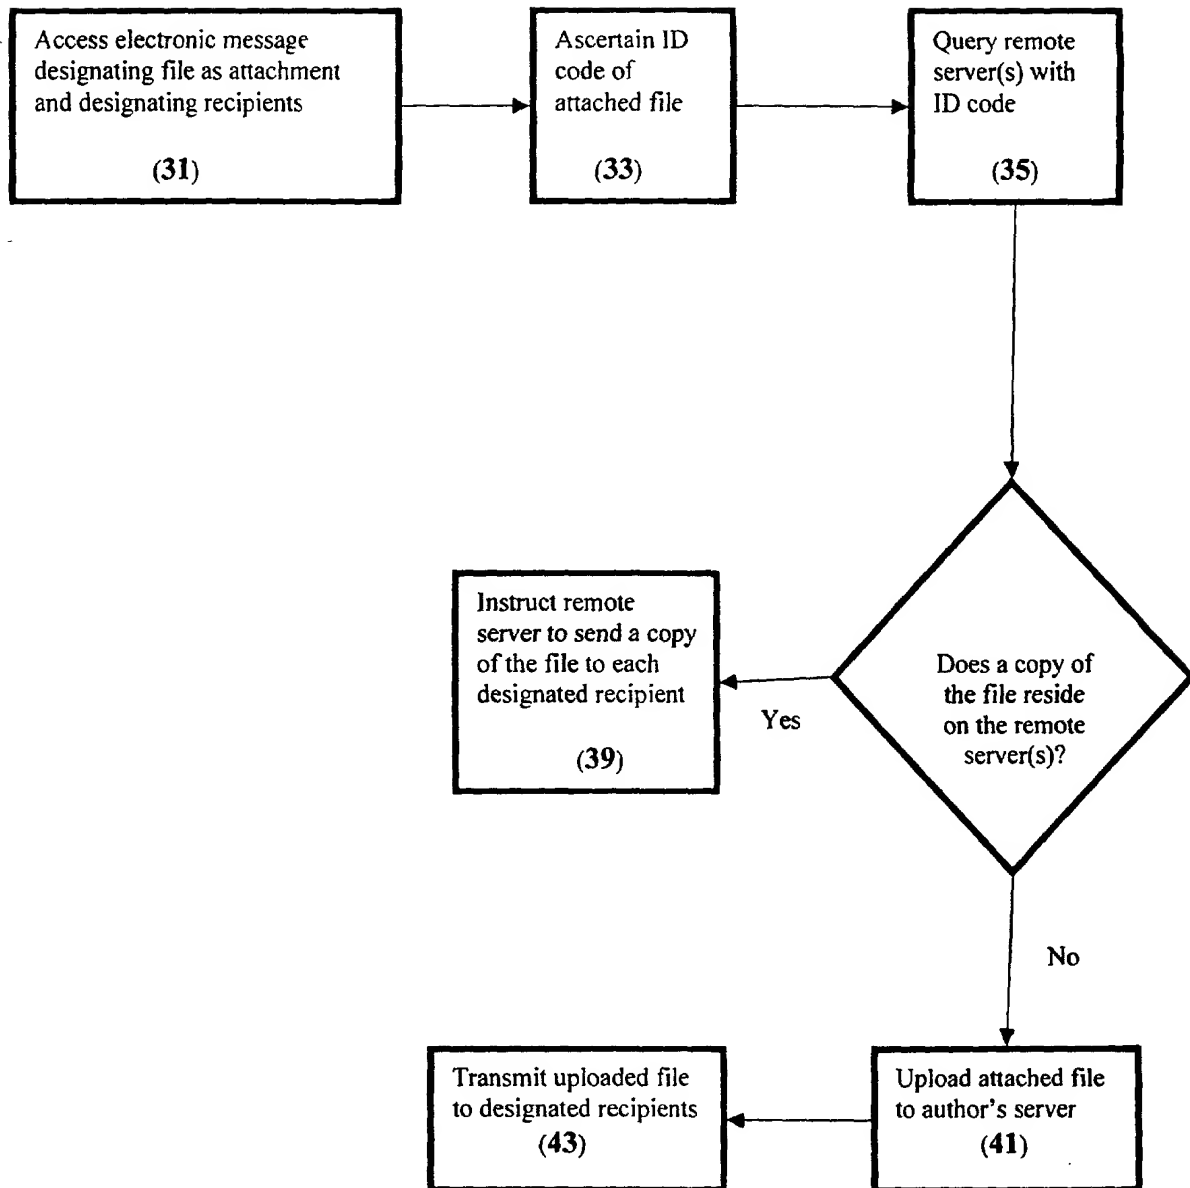 Access electronic message
designating file as attachment
and designating recipients
(31)
Ascertain ID
code of
attached file
(33)
Query remote
server(s) with
ID code
(35)
Does a copy of
the file reside
on the remote
server(s)?
Yes
Instruct remote
server to send a copy
of the file to each
designated recipient
(39)
No
Upload attached file
to author's server
(41)
Transmit uploaded file
to designated recipients
(43)